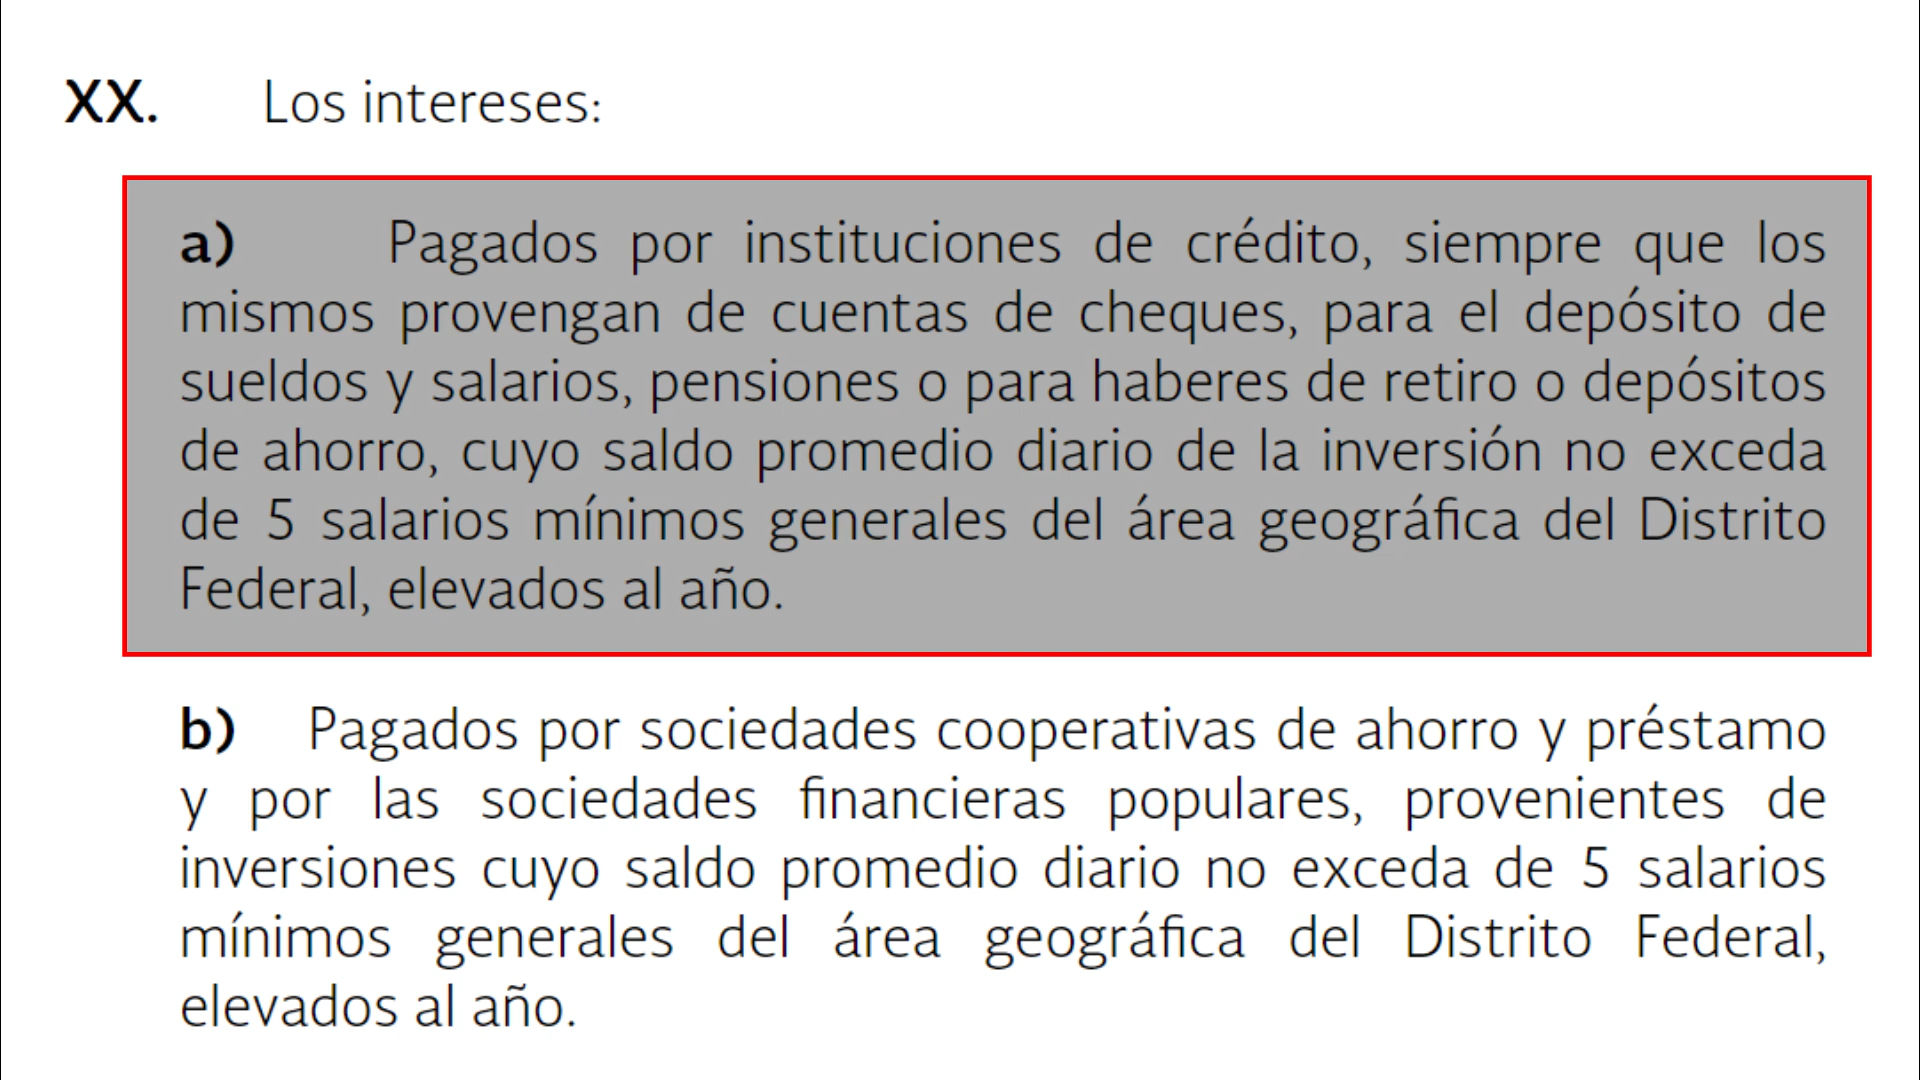 XX. Los intereses:
a) Pagados por instituciones de crédito, siempre que los
mismos provengan de cuentas de cheques, para el depósito de
sueldos y salarios, pensiones o para haberes de retiro o depósitos
de ahorro, cuyo saldo promedio diario de la inversión no exceda
de 5 salarios mínimos generales del área geográfica del Distrito
Federal, elevados al año.
b) Pagados por sociedades cooperativas de ahorro y préstamo
y por las sociedades financieras populares, provenientes de
inversiones cuyo saldo promedio diario no exceda de 5 salarios
mínimos generales del área geográfica del Distrito Federal,
elevados al año.